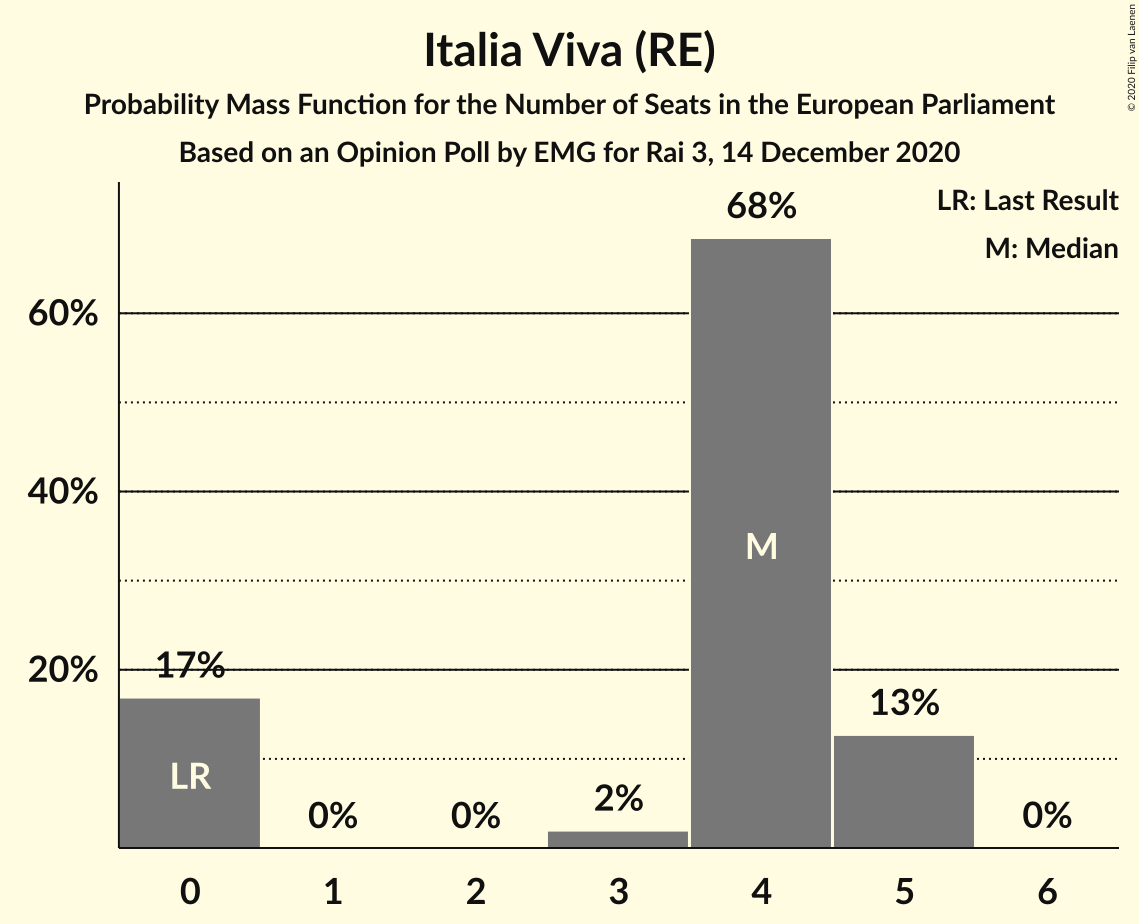 Italia Viva (RE)
Probability Mass Function for the Number of Seats in the European Parliament
Based on an Opinion Poll by EMG for Rai 3, 14 December 2020
© 2020 Filip van Laenen
LR: Last Result
M: Median
68%
60%
40%
M
20%
17%
13%
LR
0%
0%
2%
0%
0 1 2 3 4 5 6